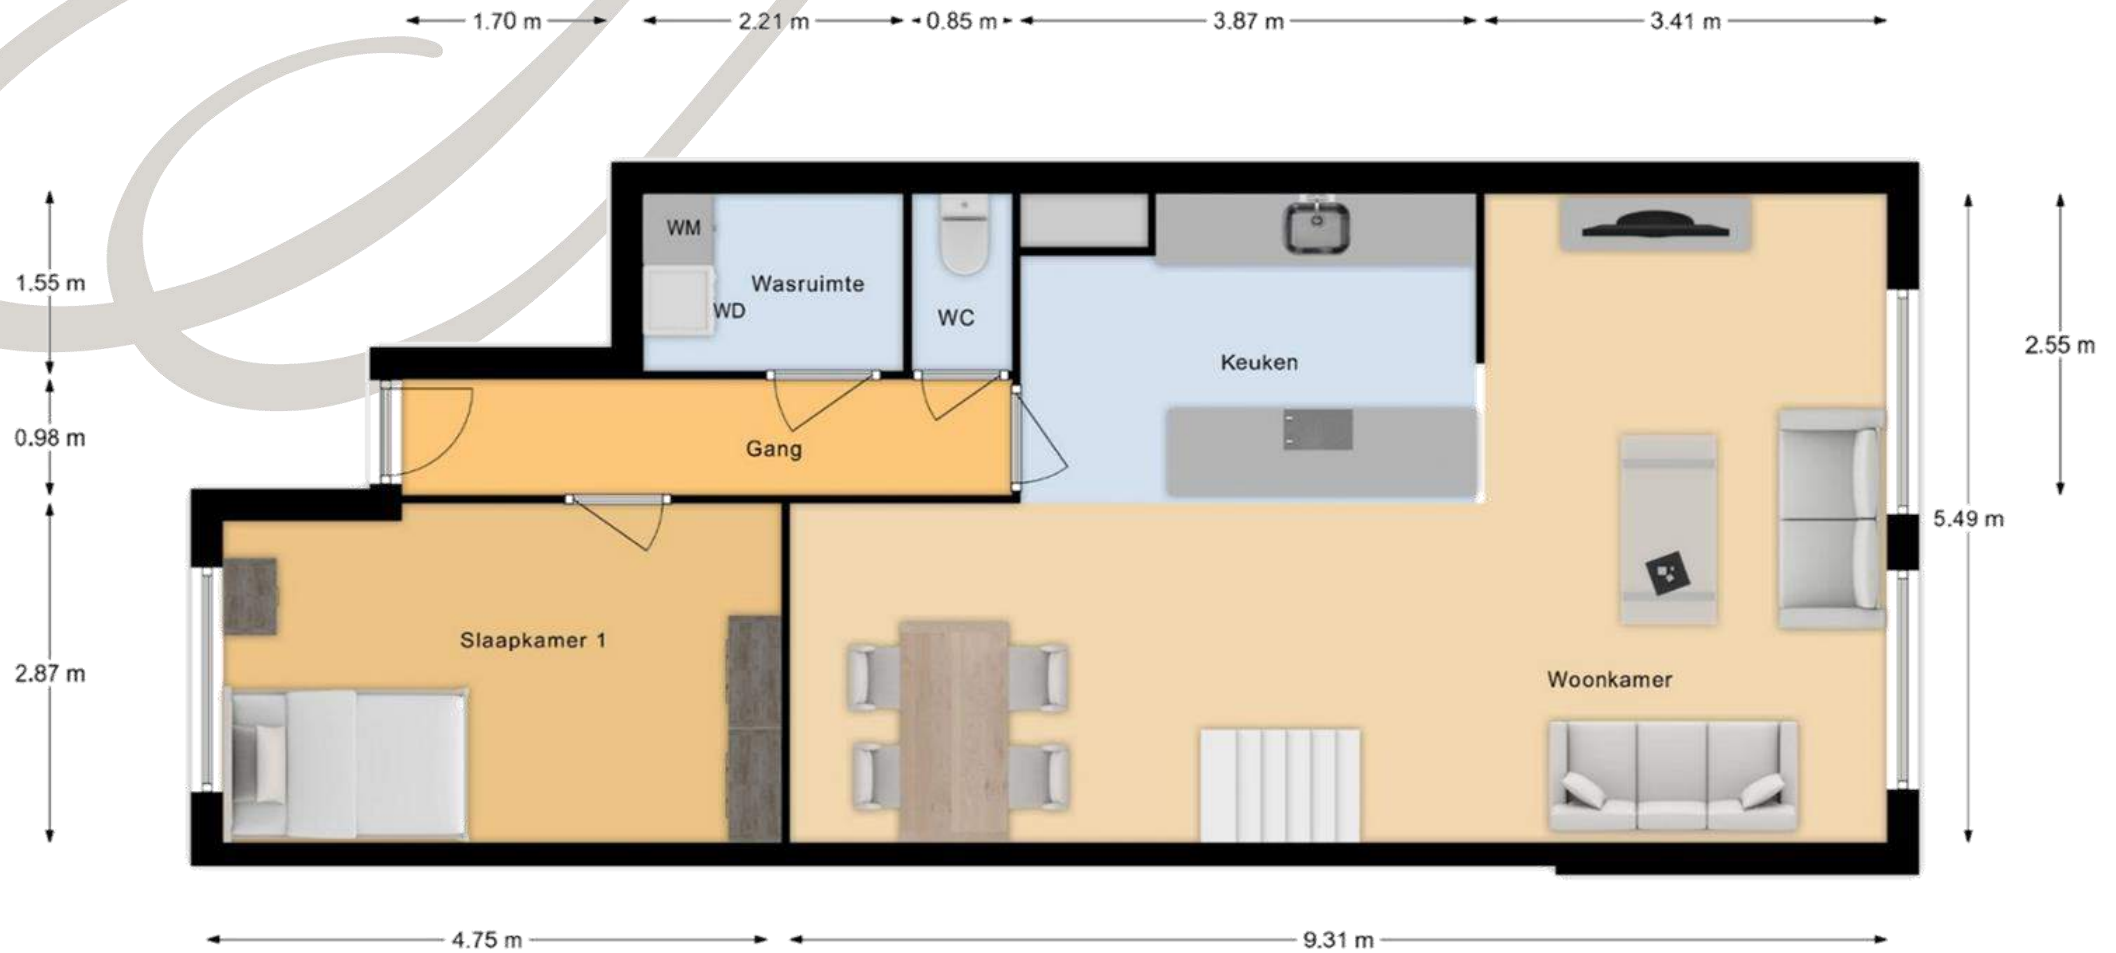 1.70 m
2.21 m
0.85 m
3.87 m
3.41 m
WM
WD
Wasruimte
WC
Keuken
1.55 m
0.98 m
2.87 m
2.55 m
5.49 m
Gang
Slaapkamer 1
Woonkamer
4.75 m
9.31 m